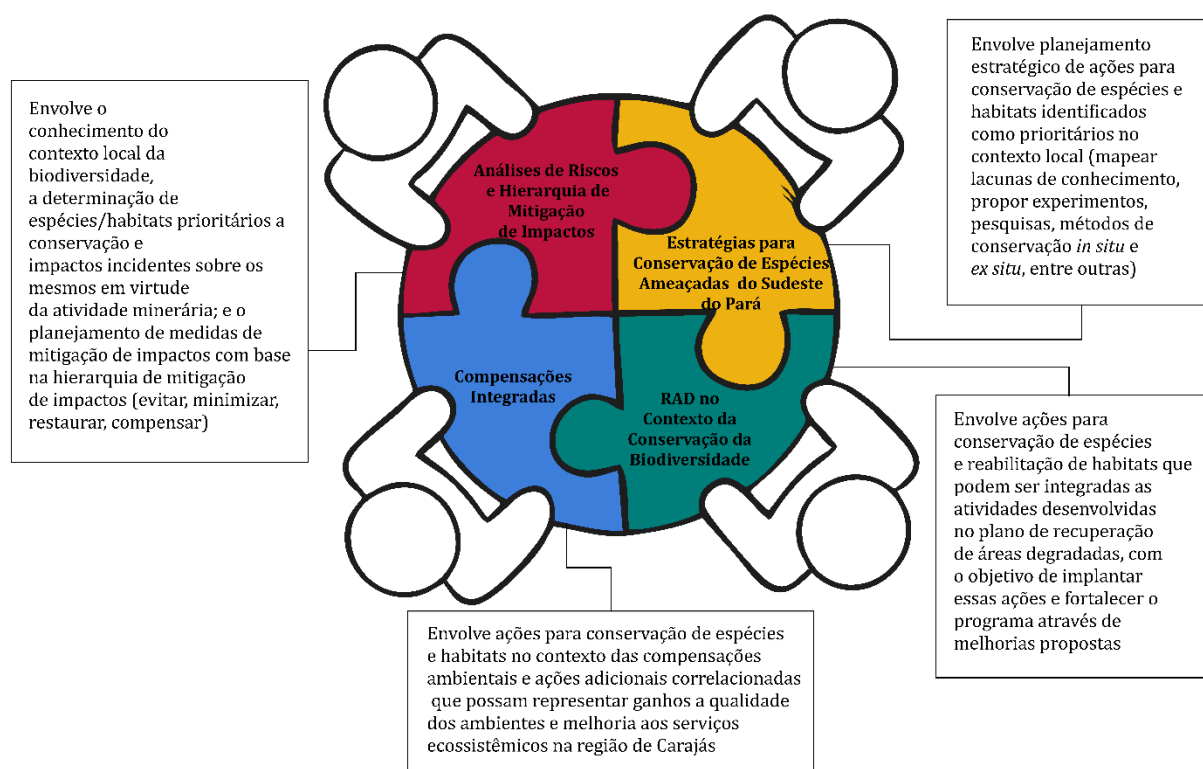 Envolve o
conhecimento do
contexto local da
biodiversidade,
a determinação de
espécies/habitats prioritários a
conservação e
impactos incidentes sobre os
mesmos em virtude
da atividade minerária; e o
planejamento de medidas de
mitigação de impactos com base
na hierarquia de mitigação
de impactos (evitar, minimizar,
restaurar, compensar)
Análises de Riscos
e Hierarquia de
Mitigação
de Impactos
Estratégias para
Conservação de Espécies
Ameaçadas do Sudeste
do Pará
Envolve planejamento
estratégico de ações para
conservação de espécies e
habitats identificados
como prioritários no
contexto local (mapear
lacunas de conhecimento,
propor experimentos,
pesquisas, métodos de
conservação in situ e
ex situ, entre outras)
Compensações
Integradas
RAD no
Contexto da
Conservação da
Biodiversidade
Envolve ações para
conservação de espécies
e reabilitação de habitats que
podem ser integradas as
atividades desenvolvidas
no plano de recuperação
de áreas degradadas, com
o objetivo de implantar
essas ações e fortalecer o
programa através de
melhorias propostas
Envolve ações para conservação de espécies
e habitats no contexto das compensações
ambientais e ações adicionais correlacionadas
que possam representar ganhos a qualidade
dos ambientes e melhoria aos serviços
ecossistêmicos na região de Carajás